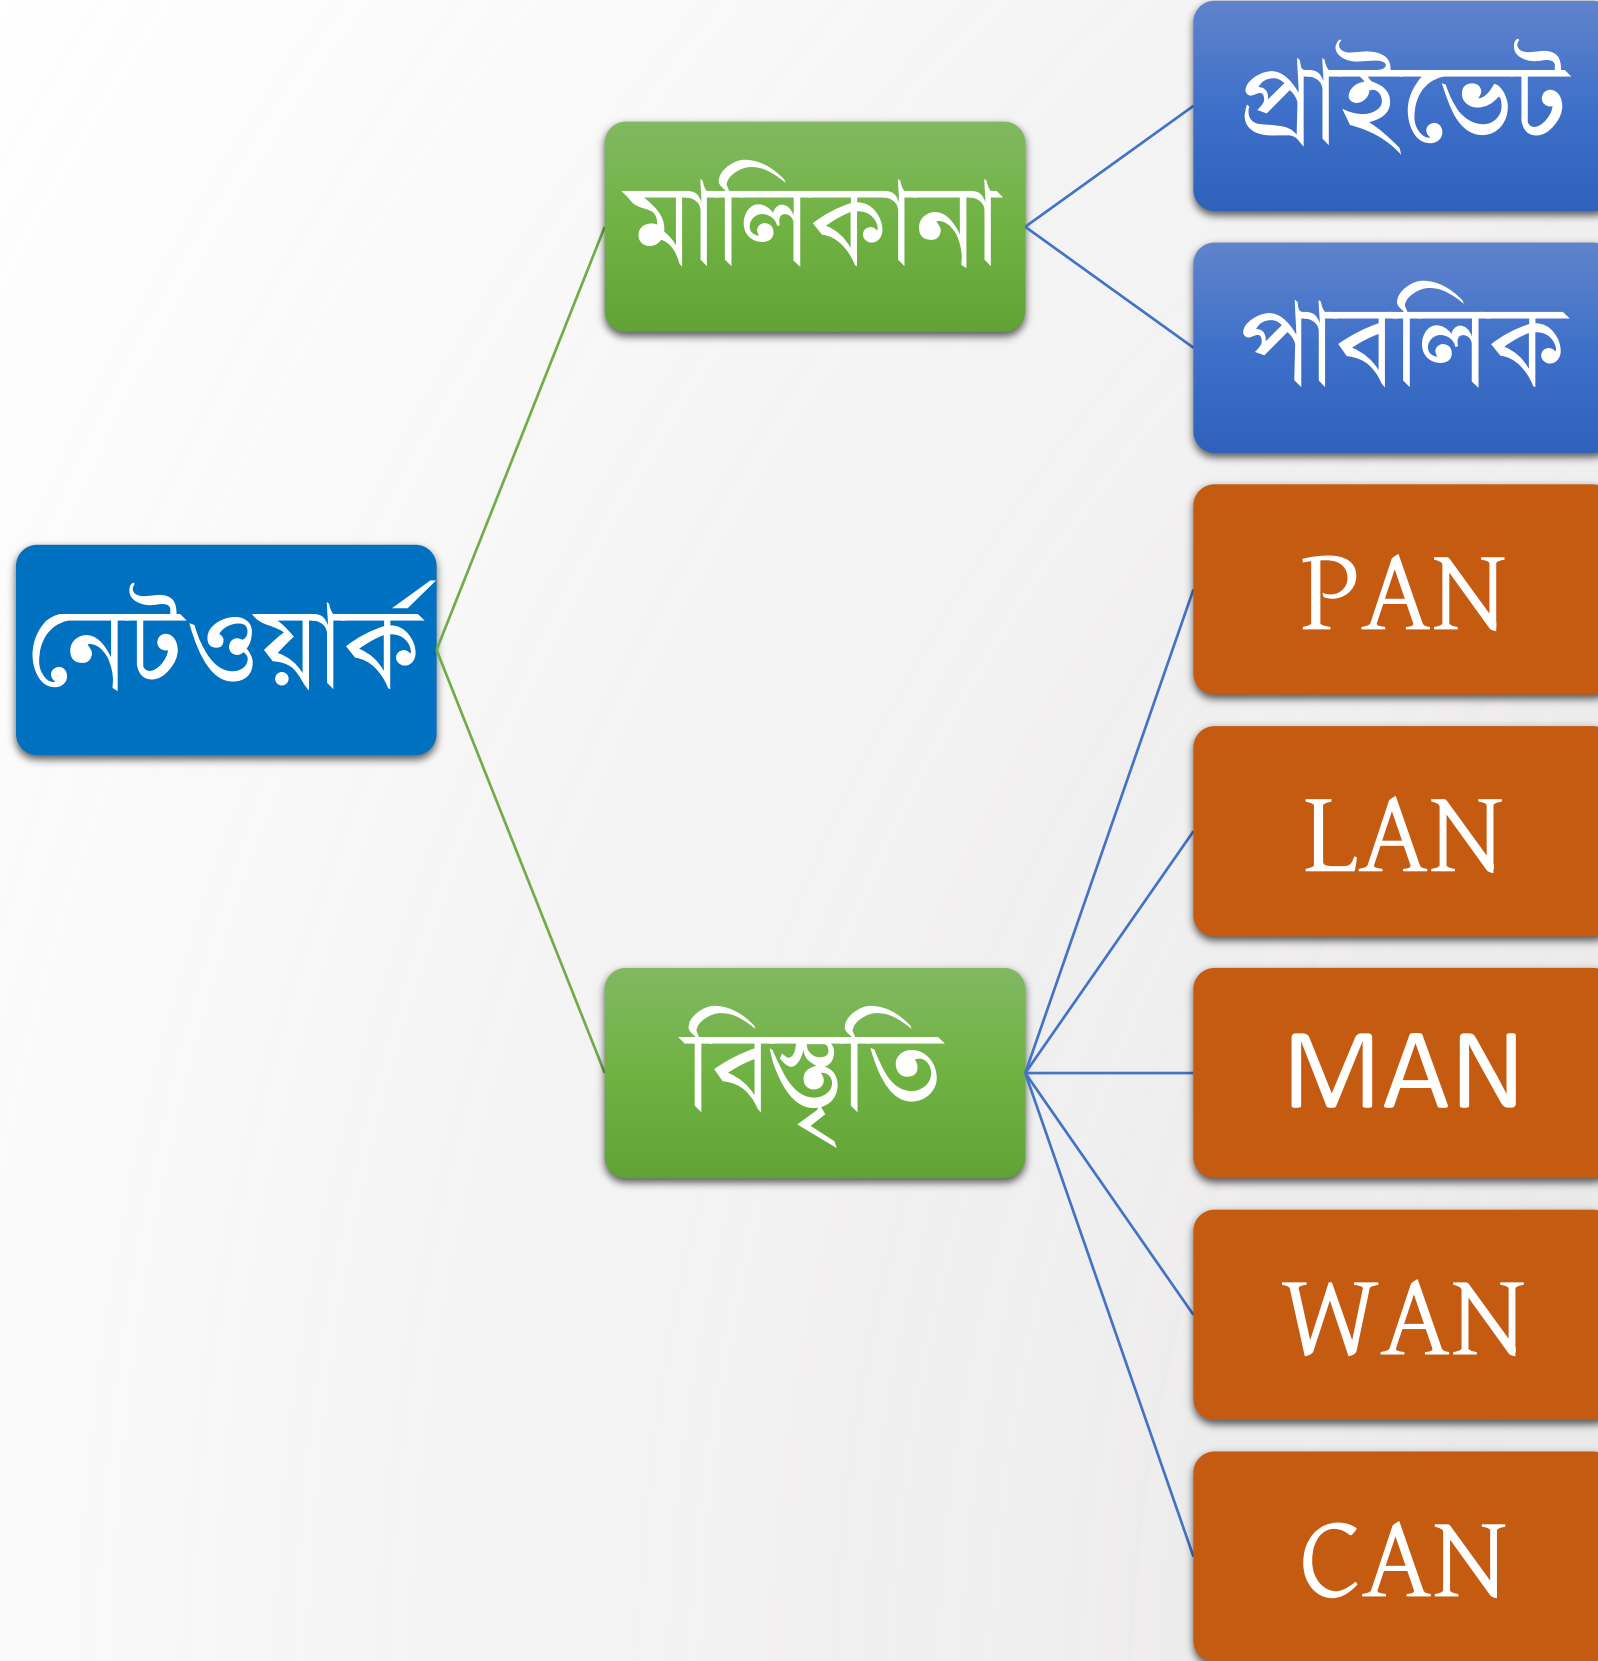 নেটওয়ার্ক
মালিকানা
প্রাইভেট
পাবলিক
বিস্তৃতি
PAN
LAN
MAN
WAN
CAN